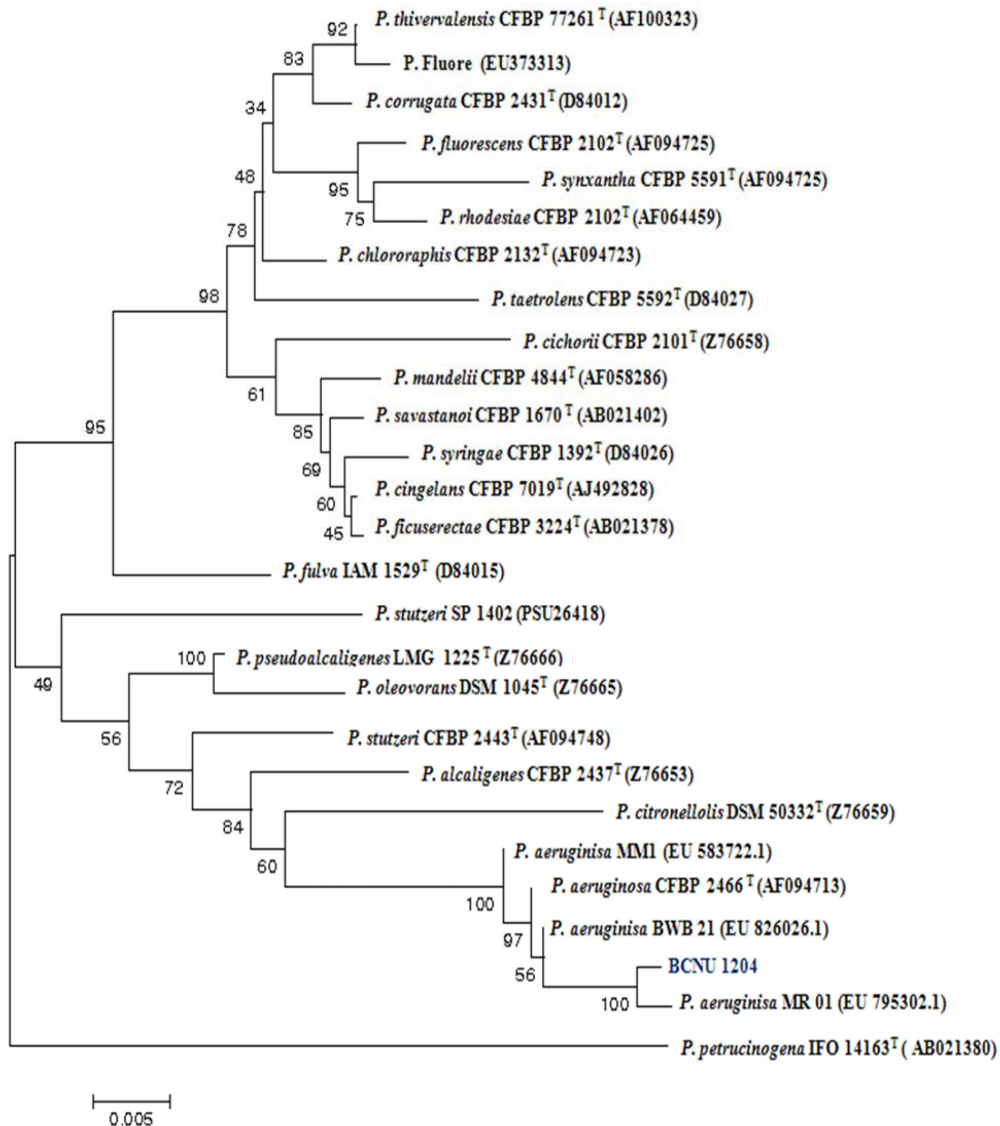 P. thivervalensis CFBP 77261ᵀ (AF100323)
92
83
P. Fluore (EU373313)
P. corrugata CFBP 2431ᵀ (D84012)
34
P. fluorescens CFBP 2102ᵀ (AF094725)
48
95
P. synxantha CFBP 5591ᵀ (AF094725)
75
P. rhodesiae CFBP 2102ᵀ (AF064459)
78
P. chlororaphis CFBP 2132ᵀ (AF094723)
98
P. taetrolens CFBP 5592ᵀ (D84027)
P. cichorii CFBP 2101ᵀ (Z76658)
61
P. mandelii CFBP 4844ᵀ (AF058286)
95
85
P. savastanoi CFBP 1670ᵀ (AB021402)
69
P. syringae CFBP 1392ᵀ (D84026)
60
P. cingelans CFBP 7019ᵀ (AJ492828)
45
P. ficuserectae CFBP 3224ᵀ (AB021378)
P. fulva IAM 1529ᵀ (D84015)
P. stutzeri SP 1402 (PSU26418)
100
P. pseudoalcaligenes LMG 1225ᵀ (Z76666)
49
P. oleovorans DSM 1045ᵀ (Z76665)
56
P. stutzeri CFBP 2443ᵀ (AF094748)
72
P. alcaligenes CFBP 2437ᵀ (Z76653)
84
P. citronellolis DSM 50332ᵀ (Z76659)
60
P. aeruginisa MM1 (EU 583722.1)
100
P. aeruginosa CFBP 2466ᵀ (AF094713)
97
P. aeruginisa BWB 21 (EU 826026.1)
56
BCNU 1204
100
P. aeruginisa MR 01 (EU 795302.1)
P. petrucinogena IFO 14163ᵀ ( AB021380)
0.005